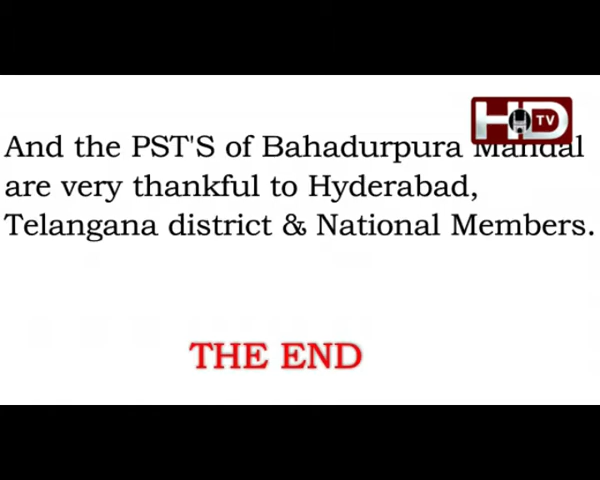 HD TV
And the PST'S of Bahadurpura Mandal
are very thankful to Hyderabad,
Telangana district & National Members.
THE END